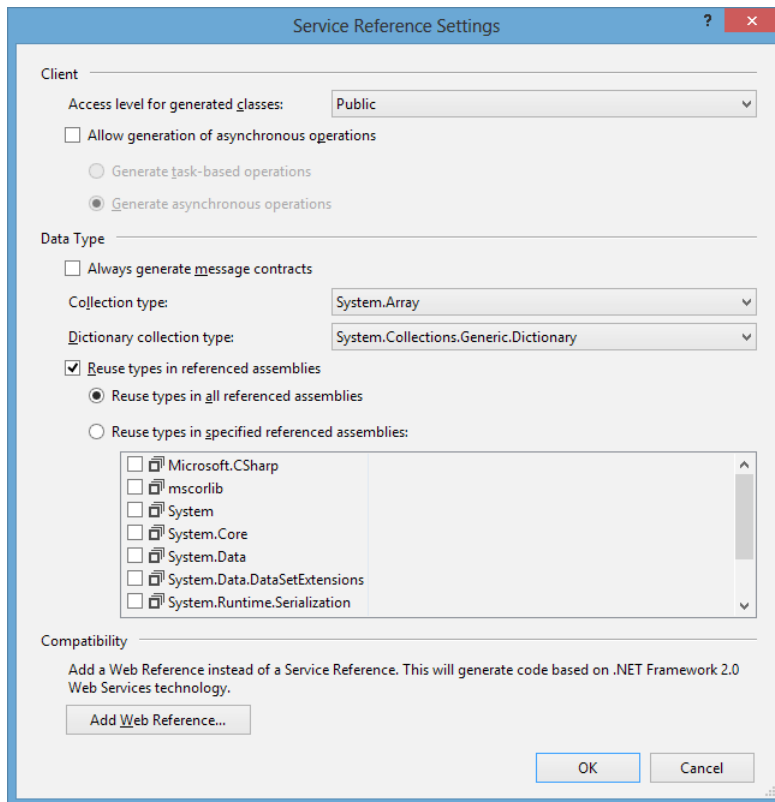 Service Reference Settings
?
Client
Access level for generated classes: Public
Allow generation of asynchronous operations
Generate task-based operations
Generate asynchronous operations
Data Type
Always generate message contracts
Collection type: System.Array
Dictionary collection type: System.Collections.Generic.Dictionary
Reuse types in referenced assemblies
Reuse types in all referenced assemblies
Reuse types in specified referenced assemblies:
Microsoft.CSharp
mscorlib
System
System.Core
System.Data
System.Data.DataSetExtensions
System.Runtime.Serialization
Compatibility
Add a Web Reference instead of a Service Reference. This will generate code based on .NET Framework 2.0
Web Services technology.
Add Web Reference...
OK Cancel